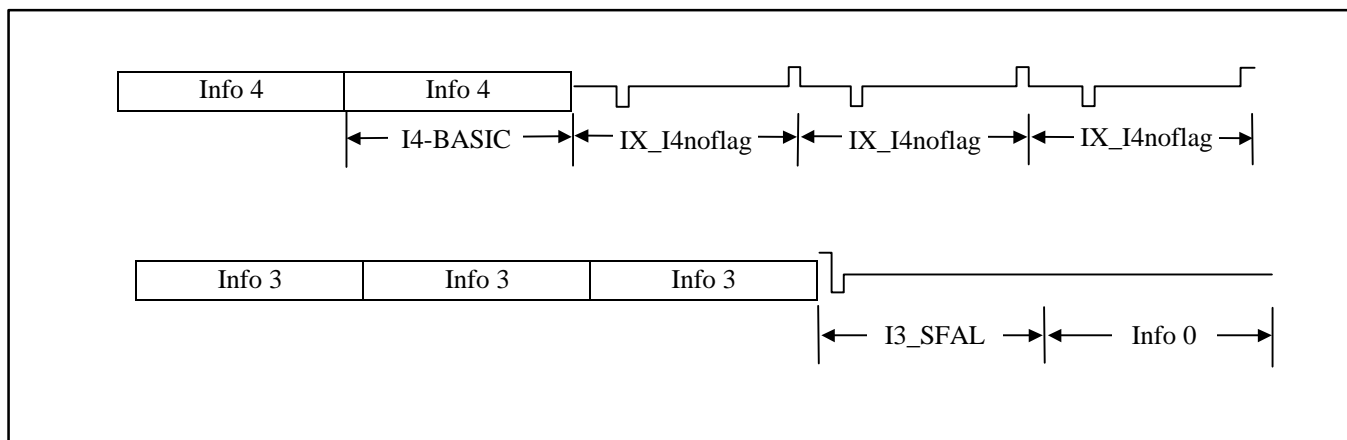 Info 4 Info 4
I4-BASIC IX_I4noflag IX_I4noflag IX_I4noflag
Info 3 Info 3 Info 3
I3_SFAL Info 0